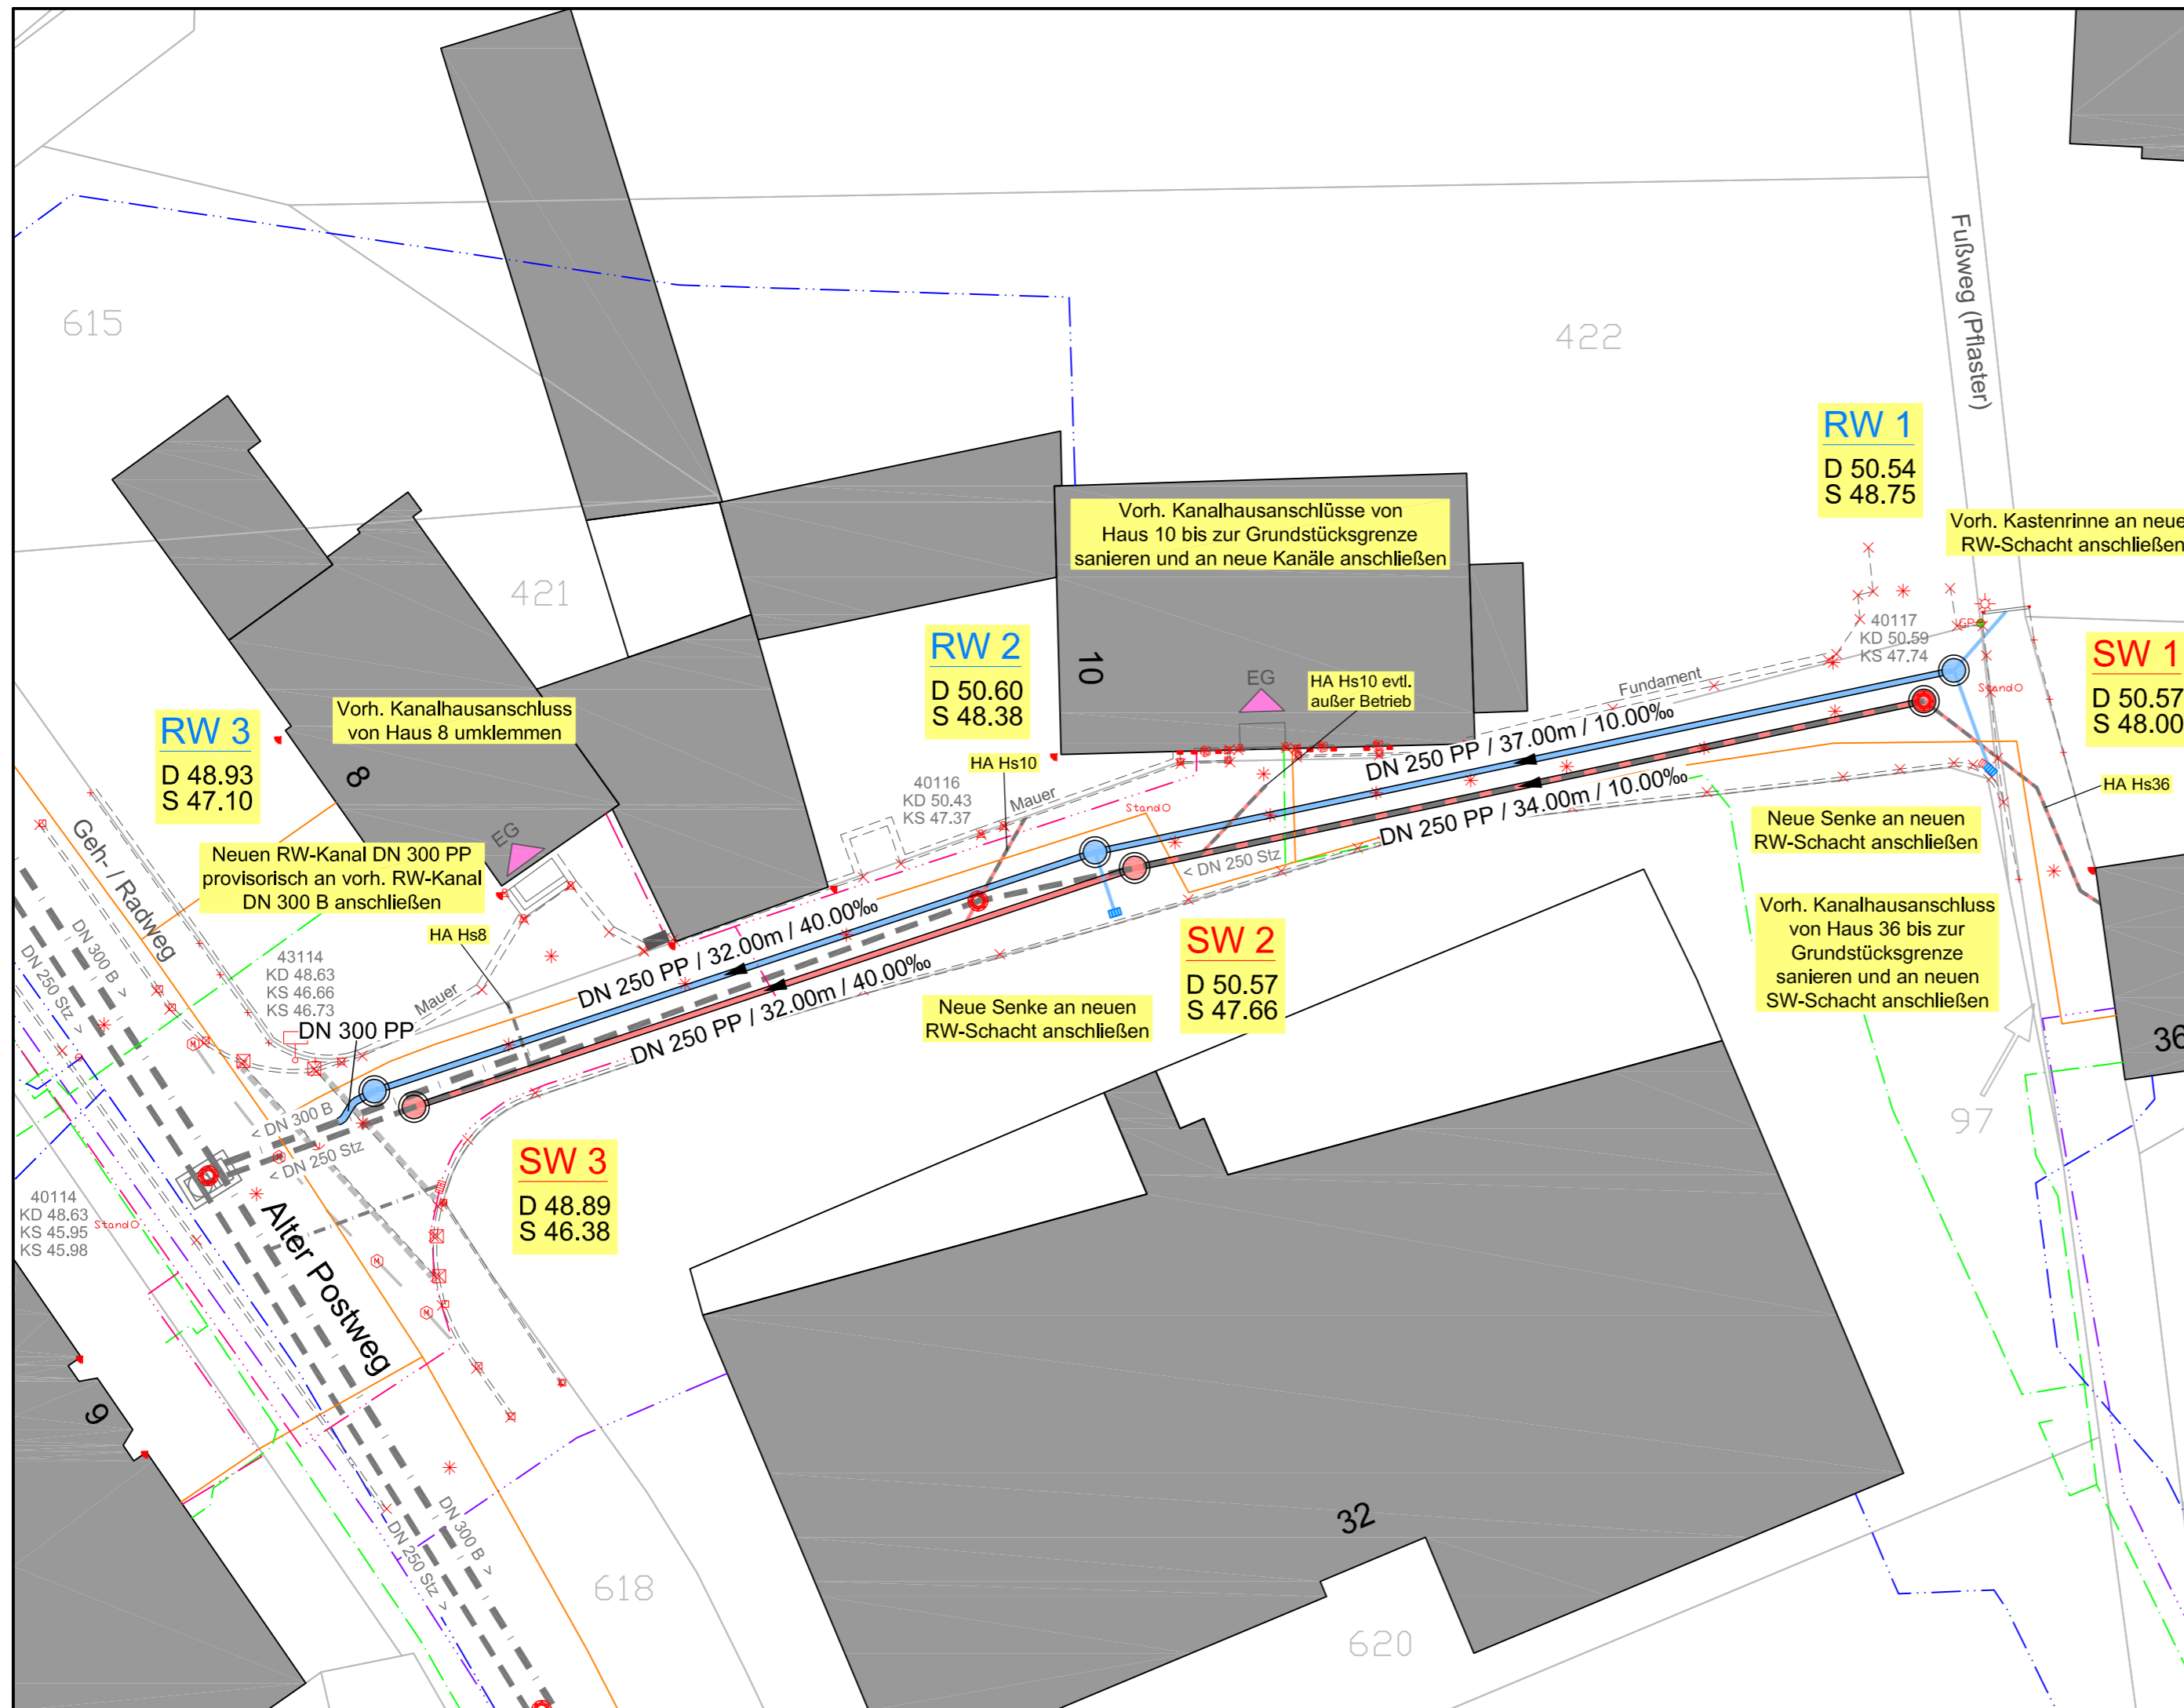 615
422
Fußweg (Pflaster)
RW 1
D 50.54
S 48.75
Vorh. Kanalhausanschlüsse von
Haus 10 bis zur Grundstücksgrenze
sanieren und an neue Kanäle anschließen
Vorh. Kastenrinne an neue
RW-Schacht anschließen
421
40117
KD 50.59
KS 47.74
GP
SW 1
D 50.57
S 48.00
RW 2
D 50.60
S 48.38
10
EG
HA Hs10 evtl.
außer Betrieb
Fundament
StandO
Vorh. Kanalhausanschluss
von Haus 8 umklemmen
RW 3
D 48.93
S 47.10
8
HA Hs10
40116
KD 50.43
KS 47.37
Mauer
StandO
DN 250 PP / 37.00m / 10.00‰
DN 250 PP / 34.00m / 10.00‰
HA Hs36
Neue Senke an neuen
RW-Schacht anschließen
EG
Geh- / Radweg
Neuen RW-Kanal DN 300 PP
provisorisch an vorh. RW-Kanal
DN 300 B anschließen
< DN 250 Stz
Vorh. Kanalhausanschluss
von Haus 36 bis zur
Grundstücksgrenze
sanieren und an neuen
SW-Schacht anschließen
HA Hs8
DN 300 B >
DN 250 Stz >
43114
KD 48.63
KS 46.66
KS 46.73
Mauer
DN 250 PP / 32.00m / 40.00‰
DN 250 PP / 32.00m / 40.00‰
SW 2
D 50.57
S 47.66
Neue Senke an neuen
RW-Schacht anschließen
DN 300 PP
M
36
97
< DN 300 B
< DN 250 Stz
M
SW 3
D 48.89
S 46.38
40114
KD 48.63
KS 45.95
KS 45.98
StandO
Alter Postweg
M
M
9
DN 300 B >
DN 250 Stz >
32
618
620